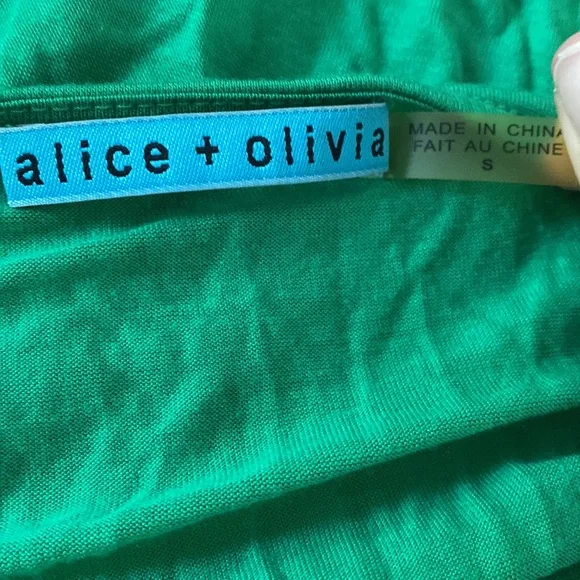 alice + olivia
MADE IN CHINA
FAIT AU CHINE
S